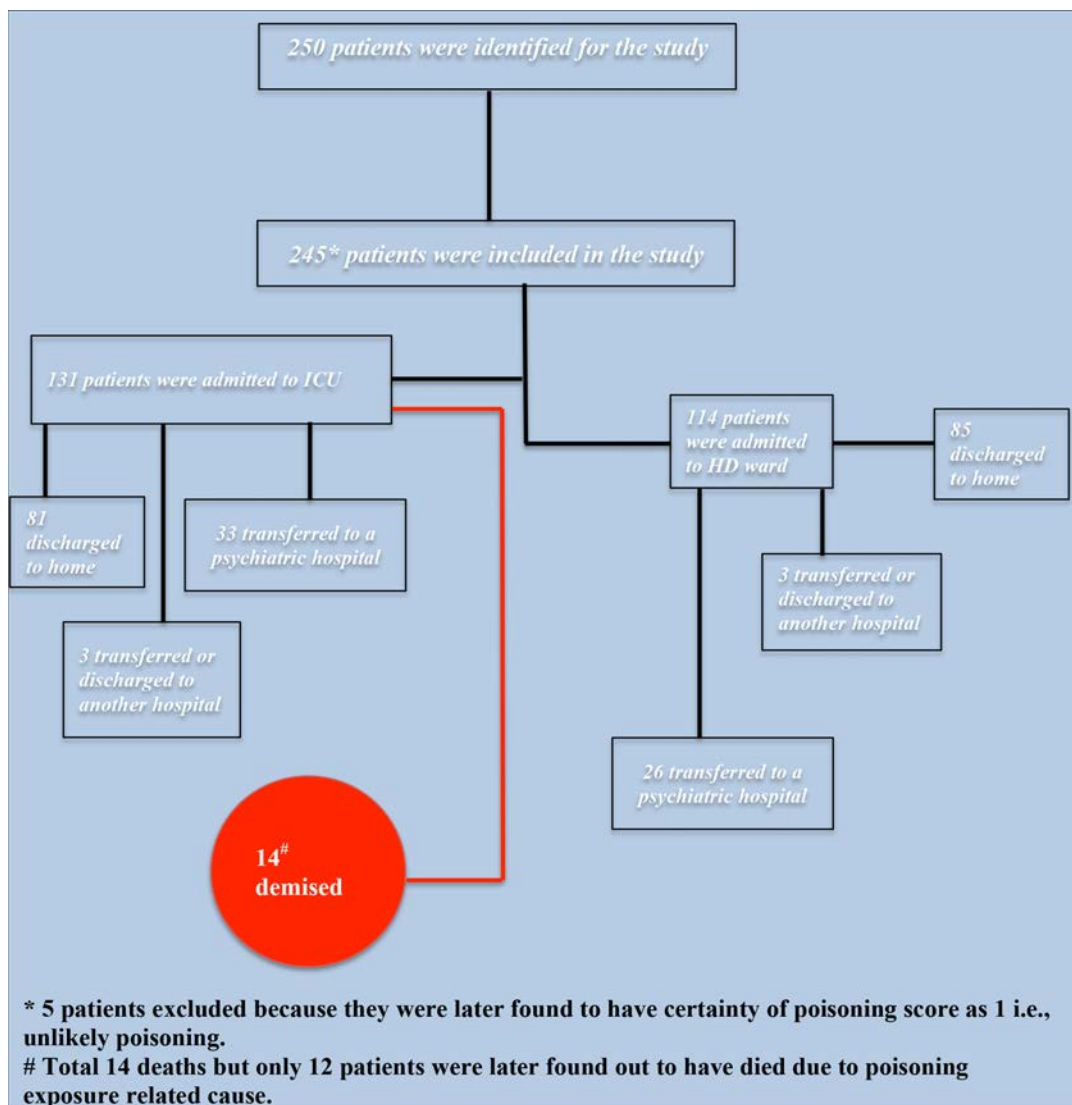 250 patients were identified for the study
245* patients were included in the study
131 patients were admitted to ICU
114 patients
were admitted
to HD ward
85
discharged
to home
81
discharged
to home
33 transferred to a
psychiatric hospital
3 transferred or
discharged to
another hospital
3 transferred or
discharged to
another hospital
26 transferred to a
psychiatric hospital
14#
demised
* 5 patients excluded because they were later found to have certainty of poisoning score as 1 i.e.,
unlikely poisoning.
# Total 14 deaths but only 12 patients were later found out to have died due to poisoning
exposure related cause.